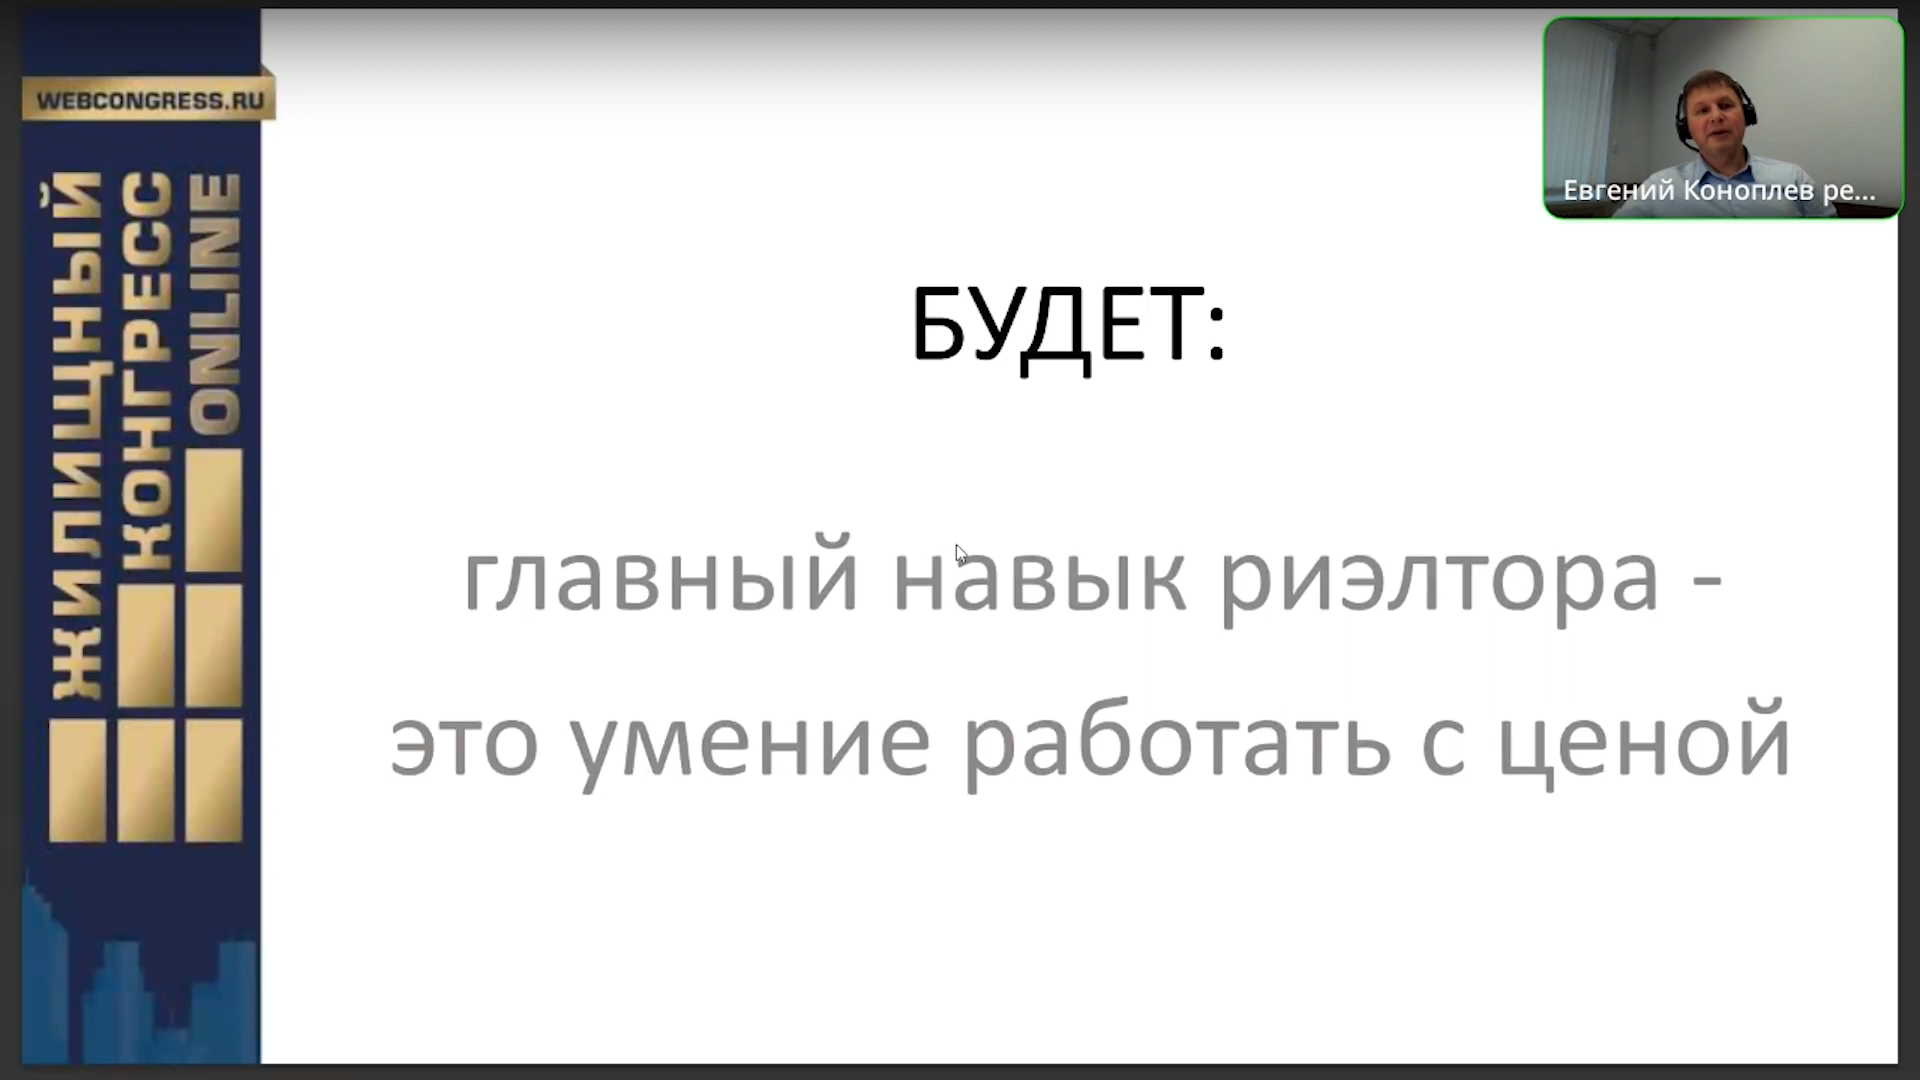 WEBCONGRESS.RU
ЖИЛИЩНЫЙ
КОНГРЕСС
ONLINE
Евгений Коноплев ре...
БУДЕТ:
главный навык риэлтора -
это умение работать с ценой